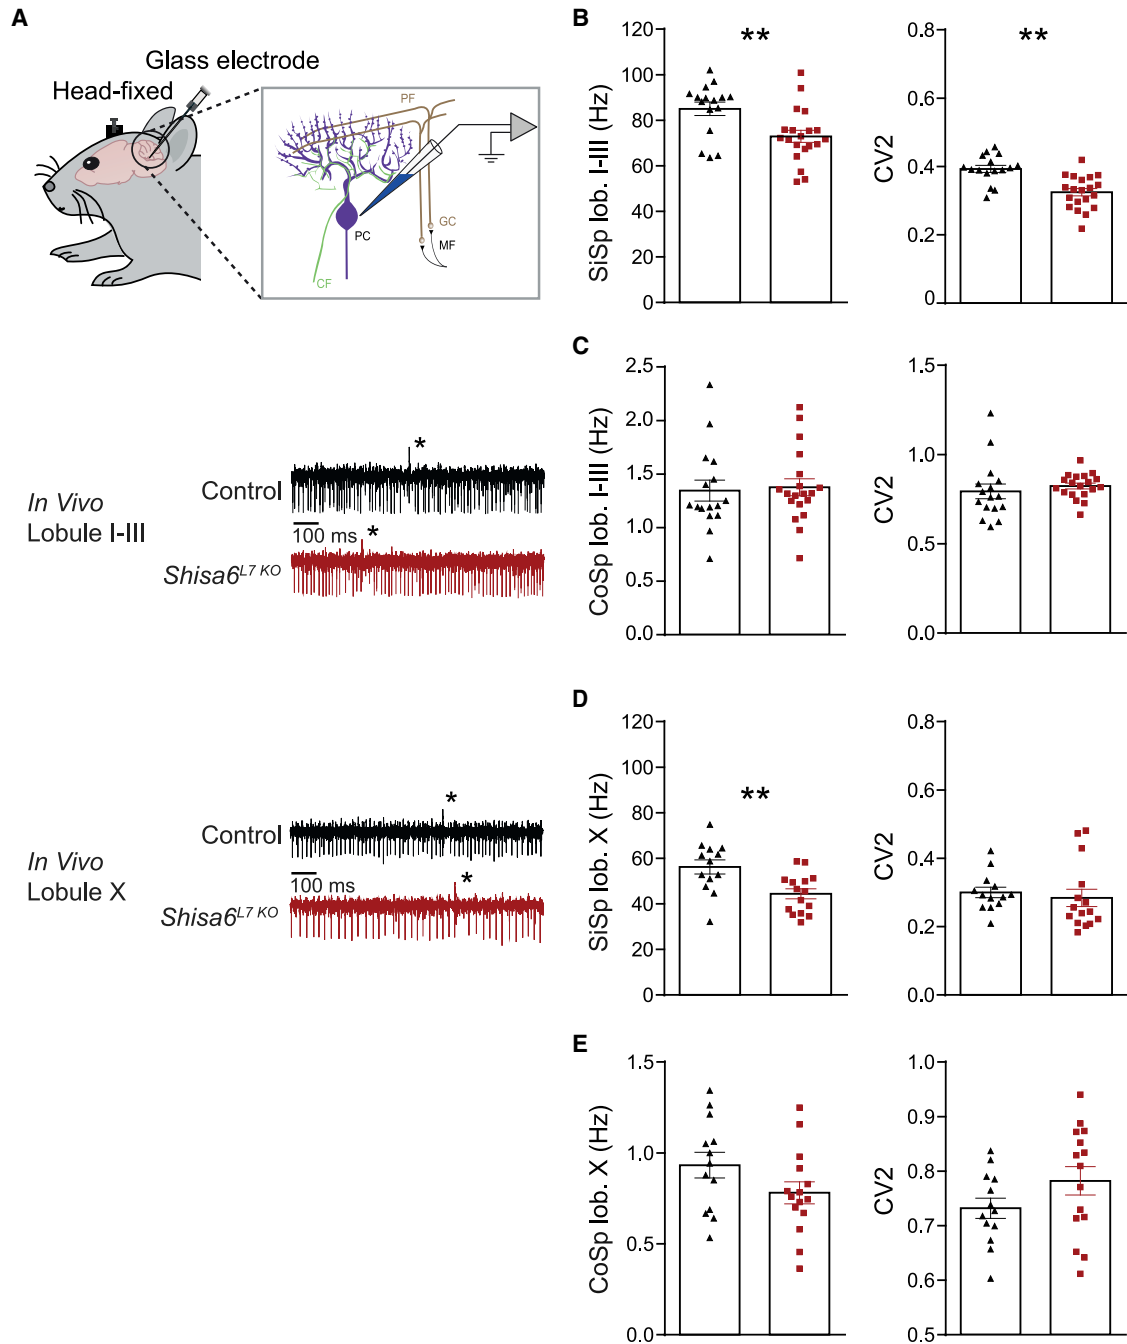 A
Glass electrode
Head-fixed
PF
GC
PC
MF
CF
In Vivo
Lobule I-III
Control
*
100 ms
*
Shisa6L7 KO
In Vivo
Lobule X
Control
*
100 ms
*
Shisa6L7 KO
B
SiSp lob. I-III (Hz)
120
100
80
60
40
20
0
**
CV2
0.8
0.6
0.4
0.2
0
**
C
CoSp lob. I-III (Hz)
2.5
2.0
1.5
1.0
0.5
0.0
CV2
1.5
1.0
0.5
0.0
D
SiSp lob. X (Hz)
120
100
80
60
40
20
0
**
CV2
0.8
0.6
0.4
0.2
0.0
E
CoSp lob. X (Hz)
1.5
1.0
0.5
0.0
CV2
1.0
0.9
0.8
0.7
0.6
0.5